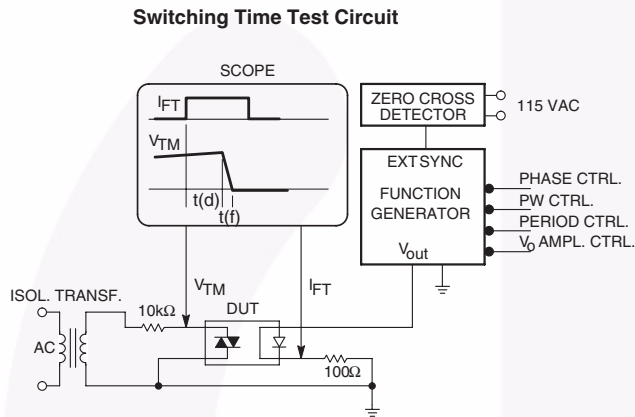 Switching Time Test Circuit
SCOPE
IFT
VTM
t(d)
t(f)
ZERO CROSS
DETECTOR
115 VAC
EXT SYNC
FUNCTION
GENERATOR
Vout
PHASE CTRL.
PW CTRL.
PERIOD CTRL.
Vo AMPL. CTRL.
ISOL. TRANSF.
AC
10kΩ
VTM
DUT
IFT
100Ω